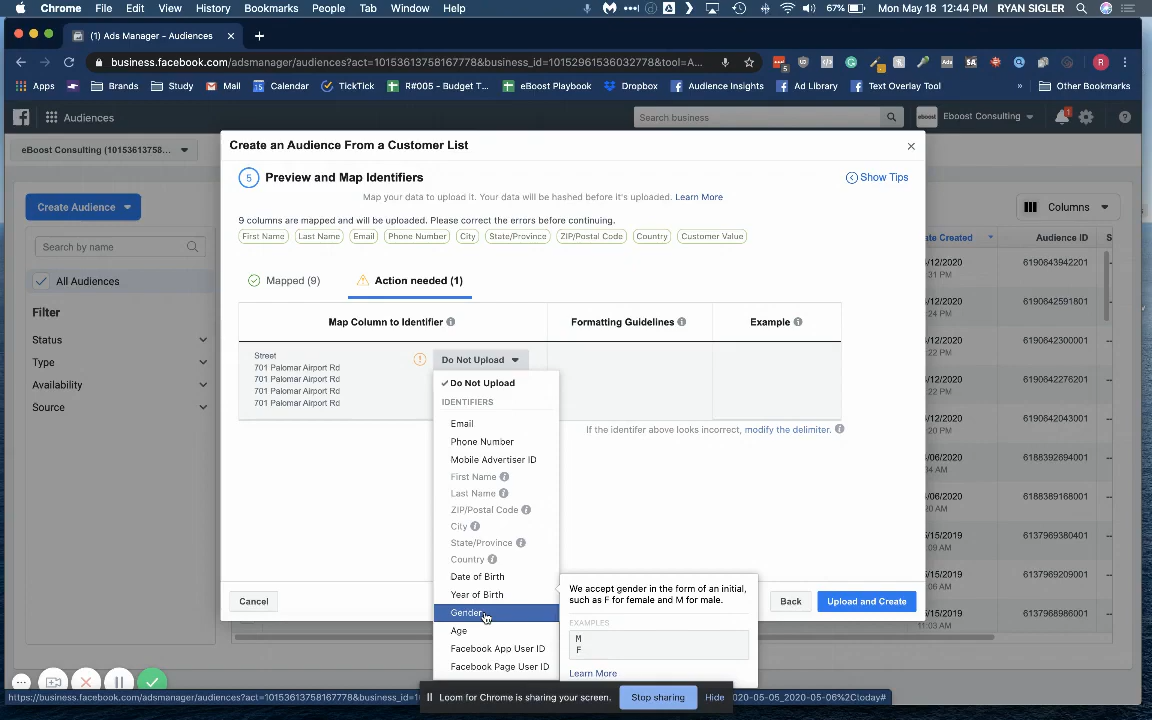 Chrome File Edit View History Bookmarks People Tab Window Help
67% Mon May 18 12:44 PM RYAN SIGLER
(1) Ads Manager - Audiences
business.facebook.com/adsmanager/audiences?act=10153613758167778&business_id=10152961536032778&tool=A...
Apps Brands Study Mail Calendar TickTick R#005 - Budget T... eBoost Playbook Dropbox Audience Insights Ad Library Text Overlay Tool » Other Bookmarks
Audiences
Search business
Eboost Consulting
eBoost Consulting (10153613758...
Create an Audience From a Customer List
5 Preview and Map Identifiers
Show Tips
Map your data to upload it. Your data will be hashed before it's uploaded. Learn More
9 columns are mapped and will be uploaded. Please correct the errors before continuing.
First Name Last Name Email Phone Number City State/Province ZIP/Postal Code Country Customer Value
Mapped (9) Action needed (1)
Map Column to Identifier Formatting Guidelines Example
Street
701 Palomar Airport Rd
701 Palomar Airport Rd
701 Palomar Airport Rd
701 Palomar Airport Rd
Do Not Upload
Do Not Upload
IDENTIFIERS
Email
Phone Number
Mobile Advertiser ID
First Name
Last Name
ZIP/Postal Code
City
State/Province
Country
Date of Birth
Year of Birth
Gender
Age
Facebook App User ID
Facebook Page User ID
If the identifer above looks incorrect, modify the delimiter.
We accept gender in the form of an initial,
such as F for female and M for male.
EXAMPLES
M
F
Learn More
Cancel
Back
Upload and Create
Create Audience
Search by name
All Audiences
Filter
Status
Type
Availability
Source
Columns
ate Created Audience ID S
/12/2020 6190643942201
31 PM
/12/2020 6190642591801
24 PM
/12/2020 6190642300001
22 PM
/12/2020 6190642276201
21 PM
/12/2020 6190642043001
20 PM
/06/2020 6188392694001
14 AM
/06/2020 6188389168001
0 AM
/15/2019 6137969380401
09 AM
/15/2019 6137969209001
06 AM
/15/2019 6137968986001
11:03 AM
Loom for Chrome is sharing your screen. Stop sharing Hide
https://business.facebook.com/adsmanager/audiences?act=10153613758167778&business_id=1
020-05-05_2020-05-06%2Ctoday#